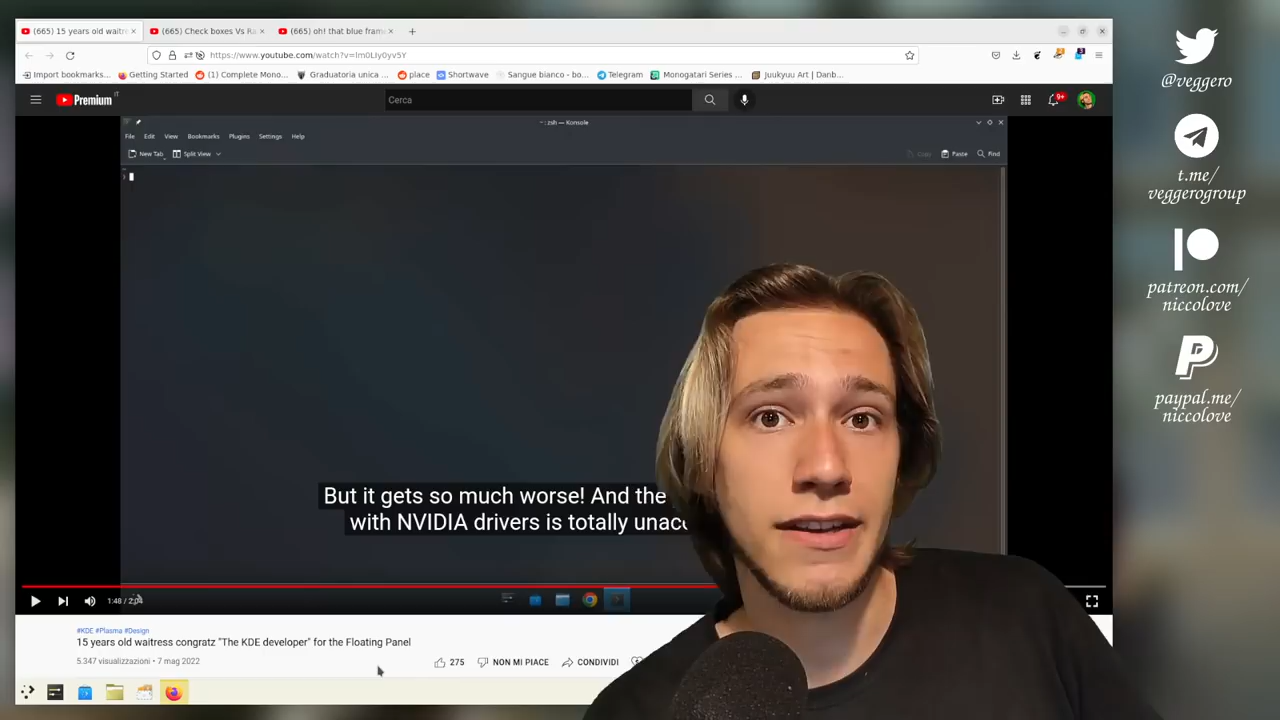 (665) 15 years old waitre
(665) Check boxes Vs Ra
(665) oh! that blue fram
https://www.youtube.com/watch?v=lm0LIy0yv5Y
Import bookmarks...
Getting Started
(1) Complete Mono...
Graduatoria unica ...
place
Shortwave
Sangue bianco - bo...
Telegram
Monogatari Series ...
Juukyuu Art | Danb...
Premium IT
Cerca
9+
~ : zsh — Konsole
File Edit View Bookmarks Plugins Settings Help
New Tab Split View
Copy Paste Find
But it gets so much worse! And the
with NVIDIA drivers is totally unacc
1:48 / 2:04
#KDE #Plasma #Design
15 years old waitress congratz "The KDE developer" for the Floating Panel
5.347 visualizzazioni • 7 mag 2022
275 NON MI PIACE CONDIVIDI
@veggero
t.me/
veggerogroup
patreon.com/
niccolove
paypal.me/
niccolove